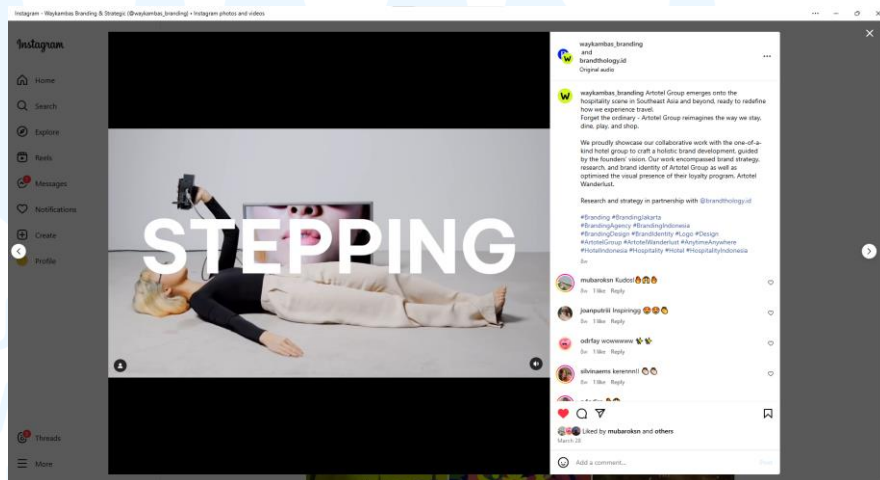 Instagram - Waykambas Branding & Strategic (@waykambas_branding) • Instagram photos and videos
Instagram
Home
Search
Explore
Reels
Messages
Notifications
Create
Profile
Threads
More
STEPPING
waykambas_branding
and
brandthology.id
Original audio
waykambas_branding Artotel Group emerges onto the
hospitality scene in Southeast Asia and beyond, ready to redefine
how we experience travel.
Forget the ordinary - Artotel Group reimagines the way we stay,
dine, play, and shop.
We proudly showcase our collaborative work with the one-of-a-
kind hotel group to craft a holistic brand development, guided
by the founders' vision. Our work encompassed brand strategy,
research, and brand identity of Artotel Group as well as
optimised the visual presence of their loyalty program, Artotel
Wanderlust.
Research and strategy in partnership with @brandthology.id
#Branding #BrandingJakarta
#BrandingAgency #BrandingIndonesia
#BrandingDesign #BrandIdentity #Logo #Design
#ArtotelGroup #ArtotelWanderlust #AnytimeAnywhere
#HotelIndonesia #Hospitality #Hotel #HospitalityIndonesia
8w
mubaroksn Kudos!🔥😱🔥
8w 1 like Reply
joanputriii Inspiringg
8w 1 like Reply
odrfay wowwwww
8w 1 like Reply
silvinaems kerennn!!
8w 1 like Reply
Liked by mubaroksn and others
March 28
Add a comment...
Post